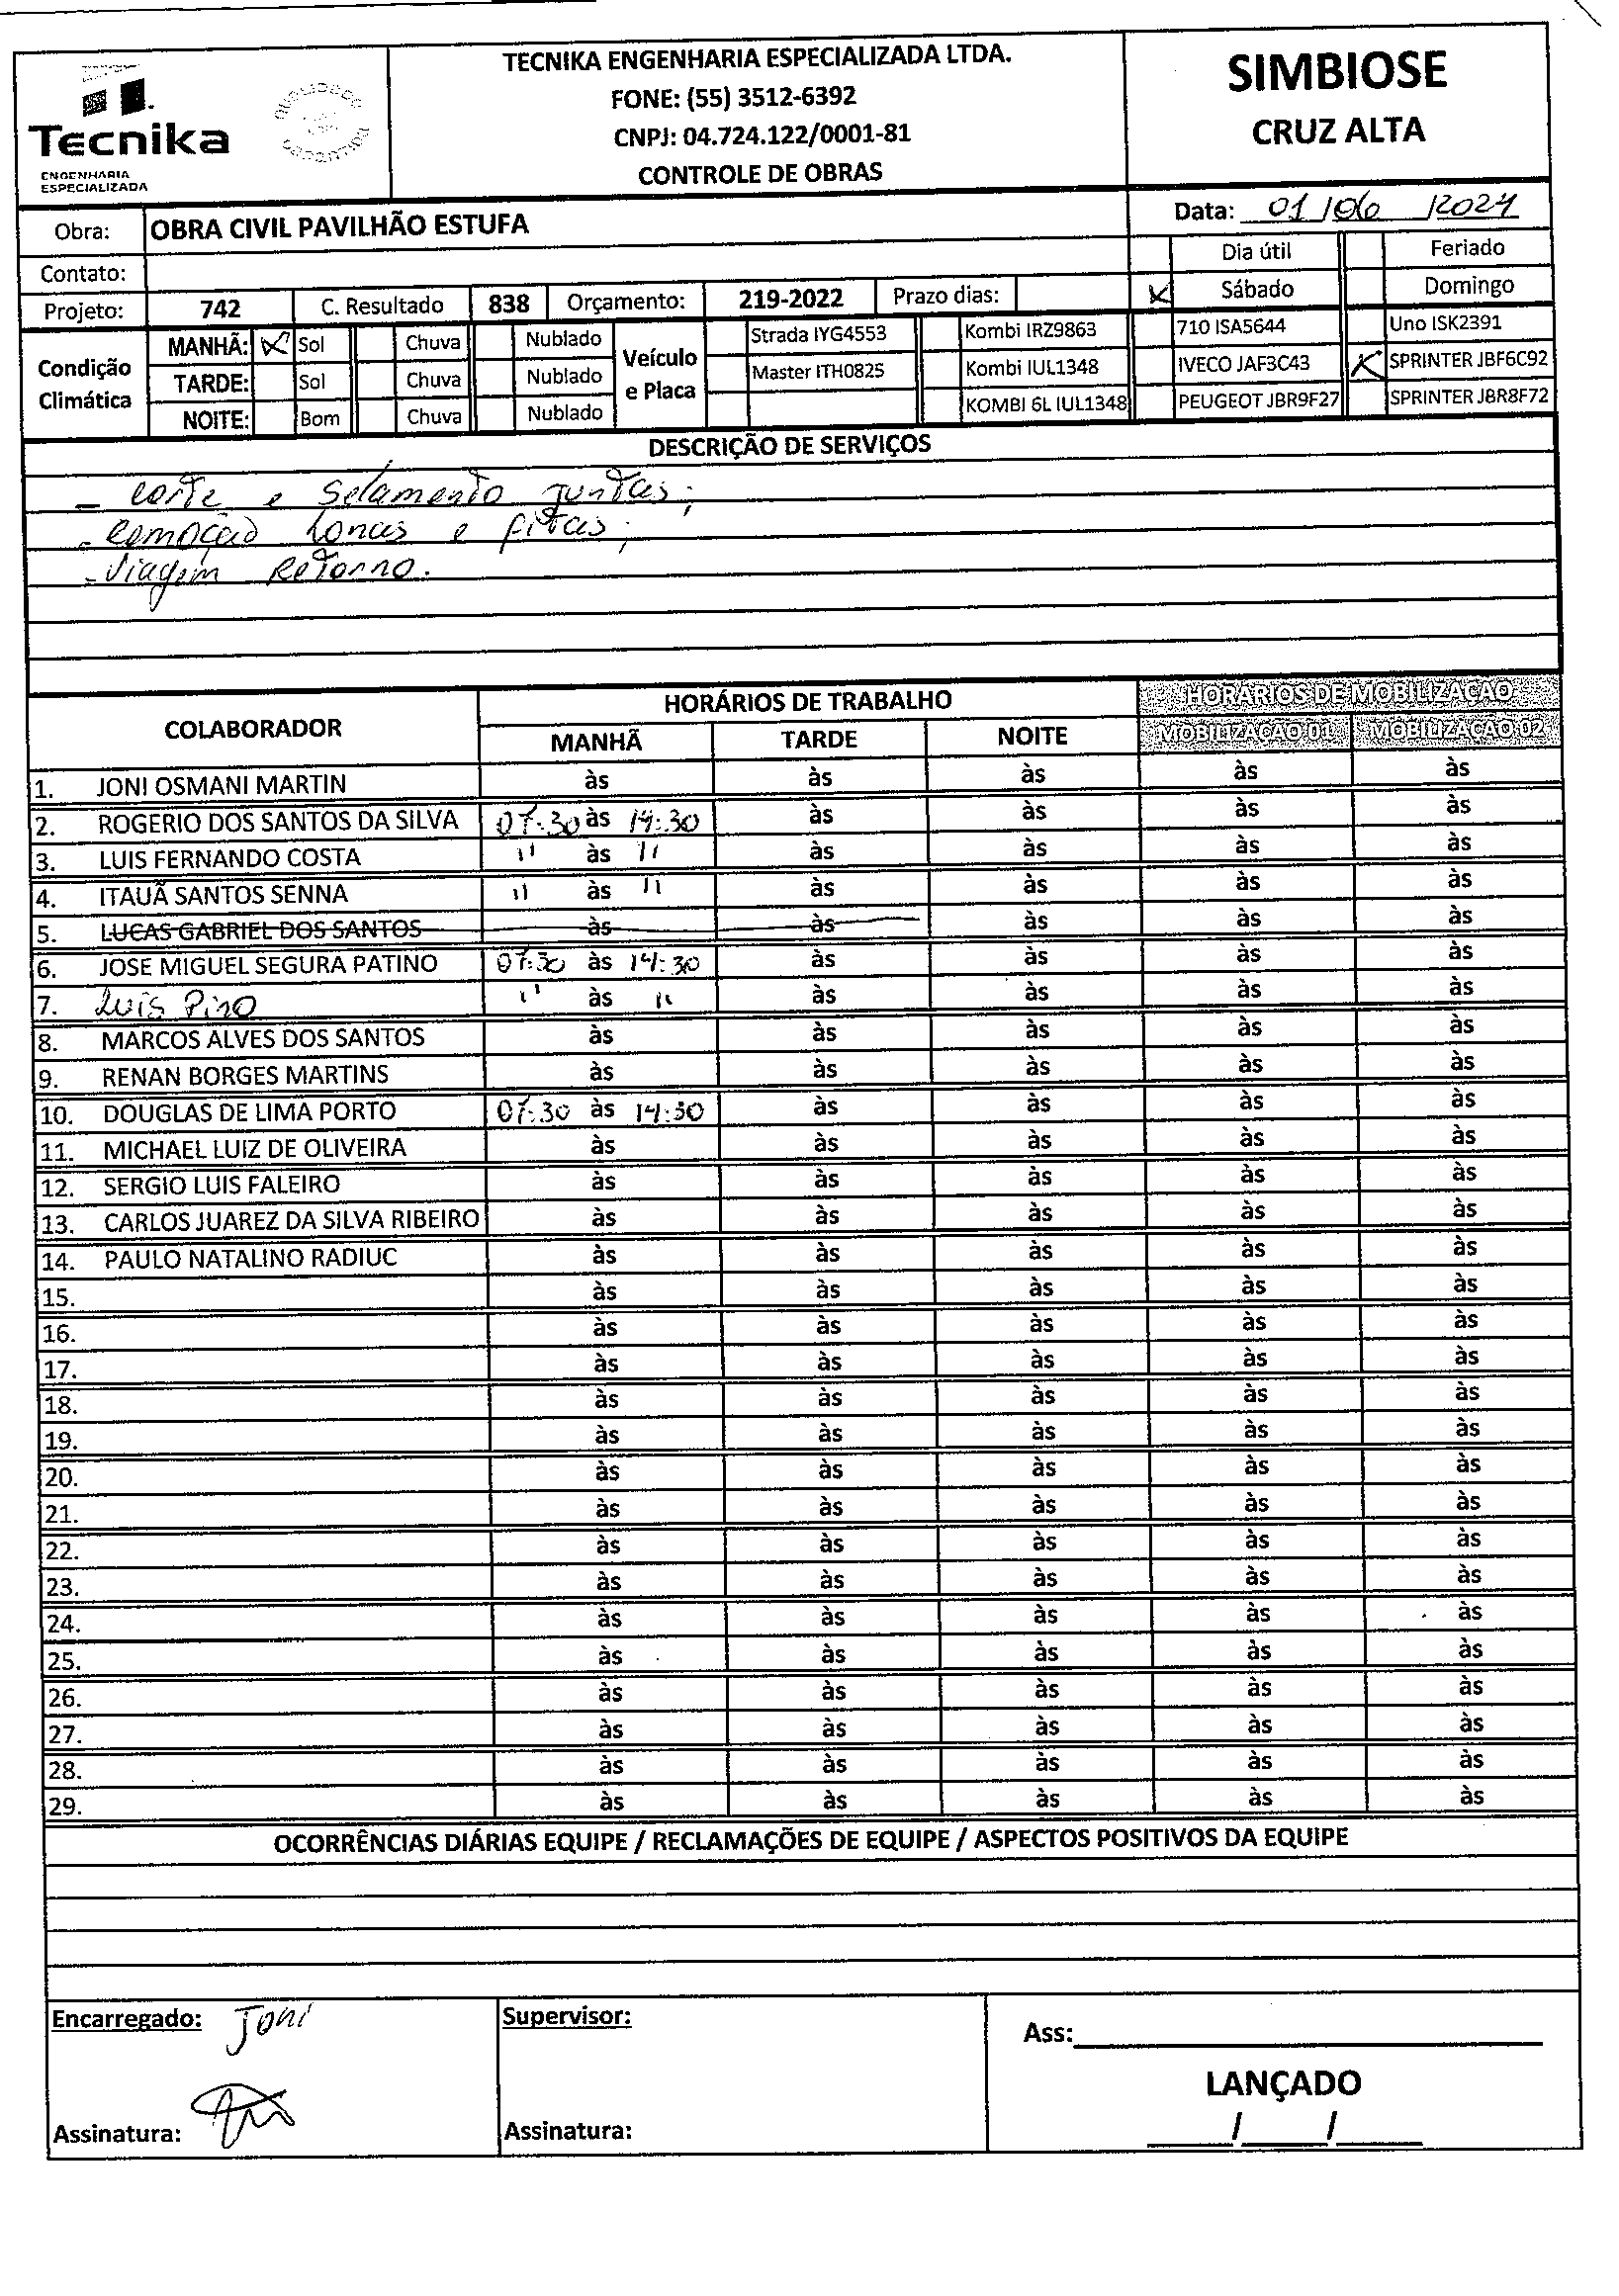 Tecnika
ENGENHARIA
ESPECIALIZADA
TECNIKA ENGENHARIA ESPECIALIZADA LTDA.
FONE: (55) 3512-6392
CNPJ: 04.724.122/0001-81
CONTROLE DE OBRAS
SIMBIOSE
CRUZ ALTA
Obra: OBRA CIVIL PAVILHÃO ESTUFA
Data: 01/06/2024
Contato:
Dia útil Feriado
Projeto: 742 C. Resultado 838 Orçamento: 219-2022 Prazo dias: X Sábado Domingo
Condição Climática
MANHÃ: X Sol Chuva Nublado
TARDE: Sol Chuva Nublado
NOITE: Bom Chuva Nublado
Veículo e Placa
Strada IYG4553 Kombi IRZ9863 710 ISA5644 Uno ISK2391
Master ITH0825 Kombi IUL1348 IVECO JAF3C43 X SPRINTER JBF6C92
KOMBI 6L IUL1348 PEUGEOT JBR9F27 SPRINTER JBR8F72
DESCRIÇÃO DE SERVIÇOS
- corte e selamento juntas;
- Remoção lonas e fitas;
- Viagem Retorno.
COLABORADOR HORÁRIOS DE TRABALHO HORÁRIOS DE MOBILIZAÇÃO
MANHÃ TARDE NOITE MOBILIZAÇÃO 01 MOBILIZAÇÃO 02
1. JONI OSMANI MARTIN às às às às às
2. ROGERIO DOS SANTOS DA SILVA 07:30 às 14:30 às às às às
3. LUIS FERNANDO COSTA " às " às às às às
4. ITAUÃ SANTOS SENNA " às " às às às às
5. LUCAS GABRIEL DOS SANTOS às às às às às
6. JOSE MIGUEL SEGURA PATINO 07:30 às 14:30 às às às às
7. Luis Pino " às " às às às às
8. MARCOS ALVES DOS SANTOS às às às às às
9. RENAN BORGES MARTINS às às às às às
10. DOUGLAS DE LIMA PORTO 07:30 às 14:30 às às às às
11. MICHAEL LUIZ DE OLIVEIRA às às às às às
12. SERGIO LUIS FALEIRO às às às às às
13. CARLOS JUAREZ DA SILVA RIBEIRO às às às às às
14. PAULO NATALINO RADIUC às às às às às
15. às às às às às
16. às às às às às
17. às às às às às
18. às às às às às
19. às às às às às
20. às às às às às
21. às às às às às
22. às às às às às
23. às às às às às
24. às às às às às
25. às às às às às
26. às às às às às
27. às às às às às
28. às às às às às
29. às às às às às
OCORRÊNCIAS DIÁRIAS EQUIPE / RECLAMAÇÕES DE EQUIPE / ASPECTOS POSITIVOS DA EQUIPE
Encarregado: Joni
Supervisor:
Ass:
LANÇADO
Assinatura:
Assinatura:
/ /